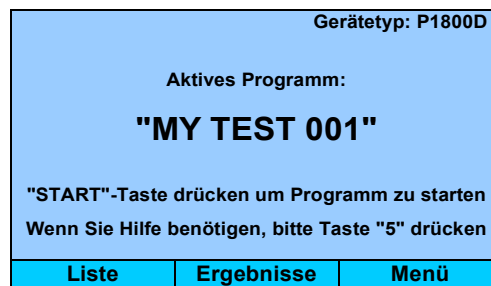 Gerätetyp: P1800D
Aktives Programm:
"MY TEST 001"
"START"-Taste drücken um Programm zu starten
Wenn Sie Hilfe benötigen, bitte Taste "5" drücken
Liste Ergebnisse Menü